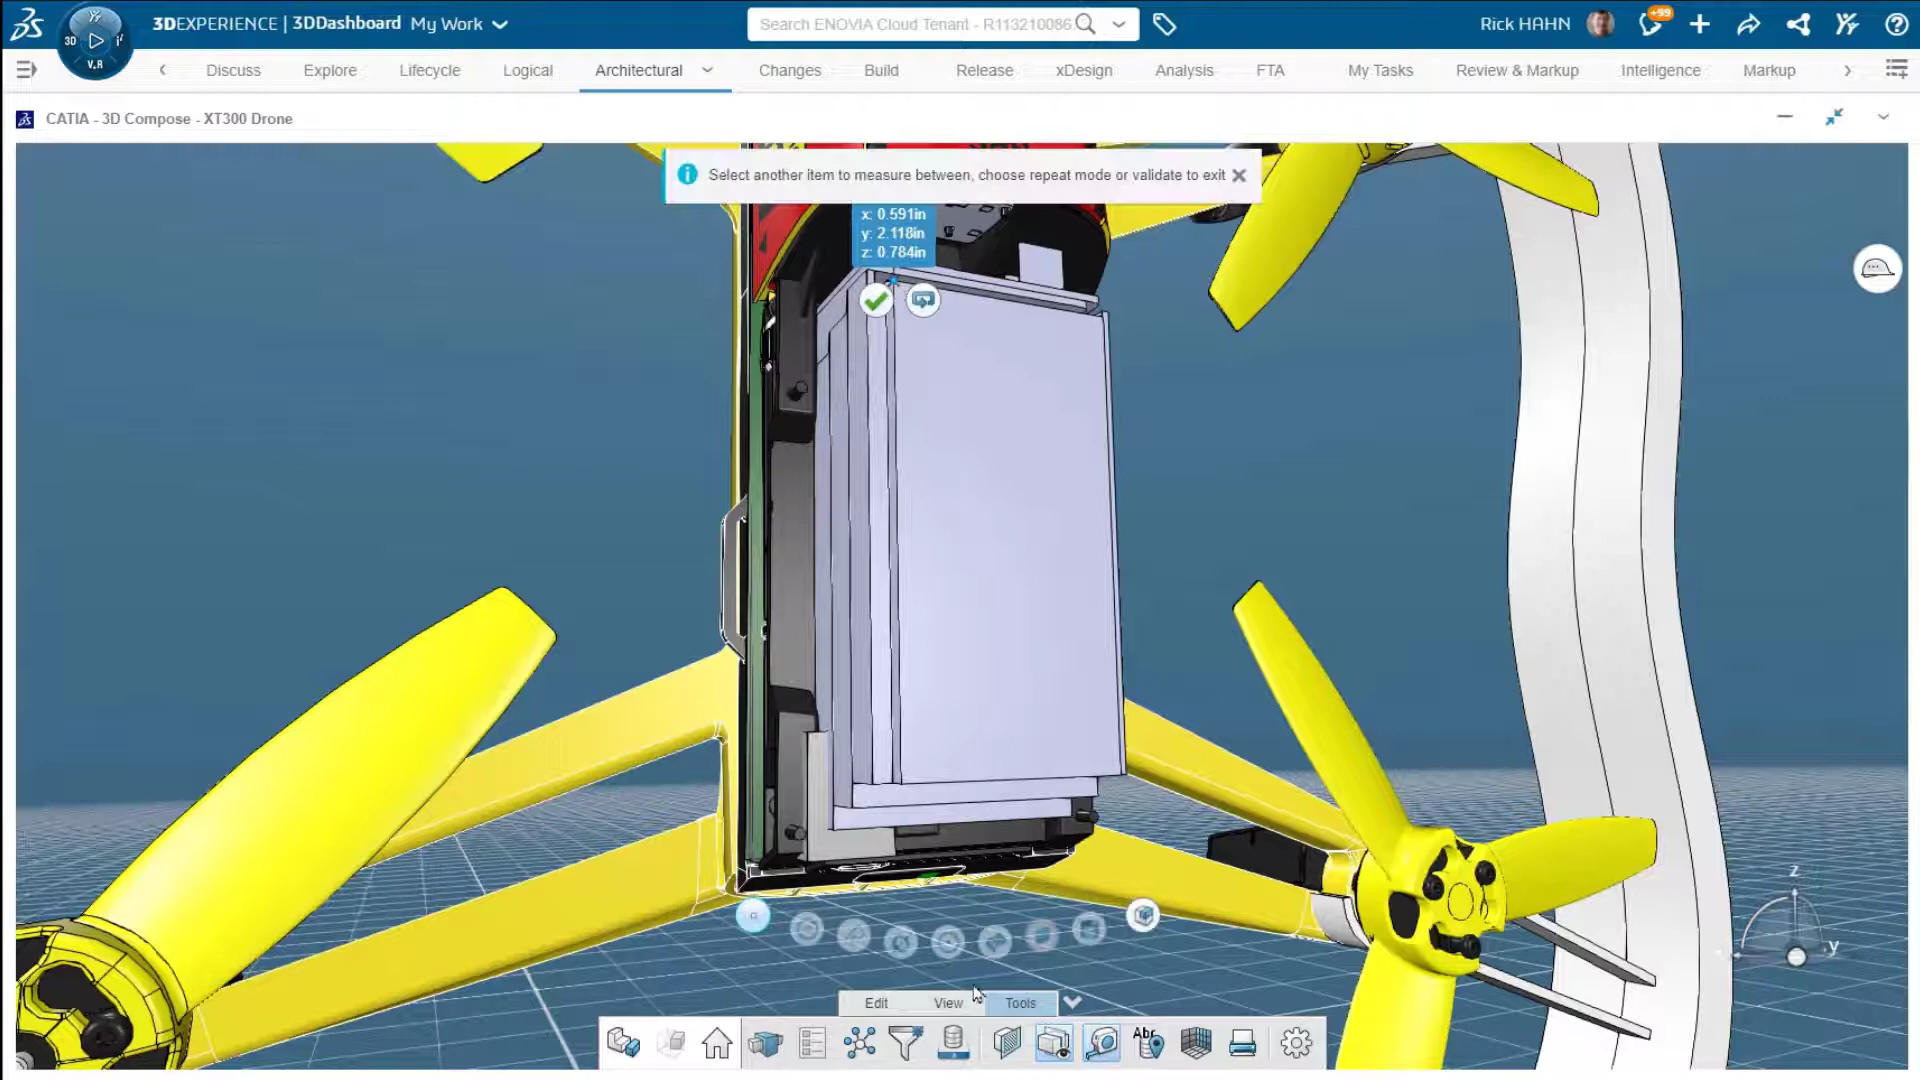 3DEXPERIENCE | 3DDashboard My Work
Search ENOVIA Cloud Tenant - R113210086
Rick HAHN
+99
3D
V.R
Discuss
Explore
Lifecycle
Logical
Architectural
Changes
Build
Release
xDesign
Analysis
FTA
My Tasks
Review & Markup
Intelligence
Markup
CATIA - 3D Compose - XT300 Drone
Select another item to measure between, choose repeat mode or validate to exit
x: 0.591in
y: 2.118in
z: 0.784in
z
y
Edit
View
Tools
Abc